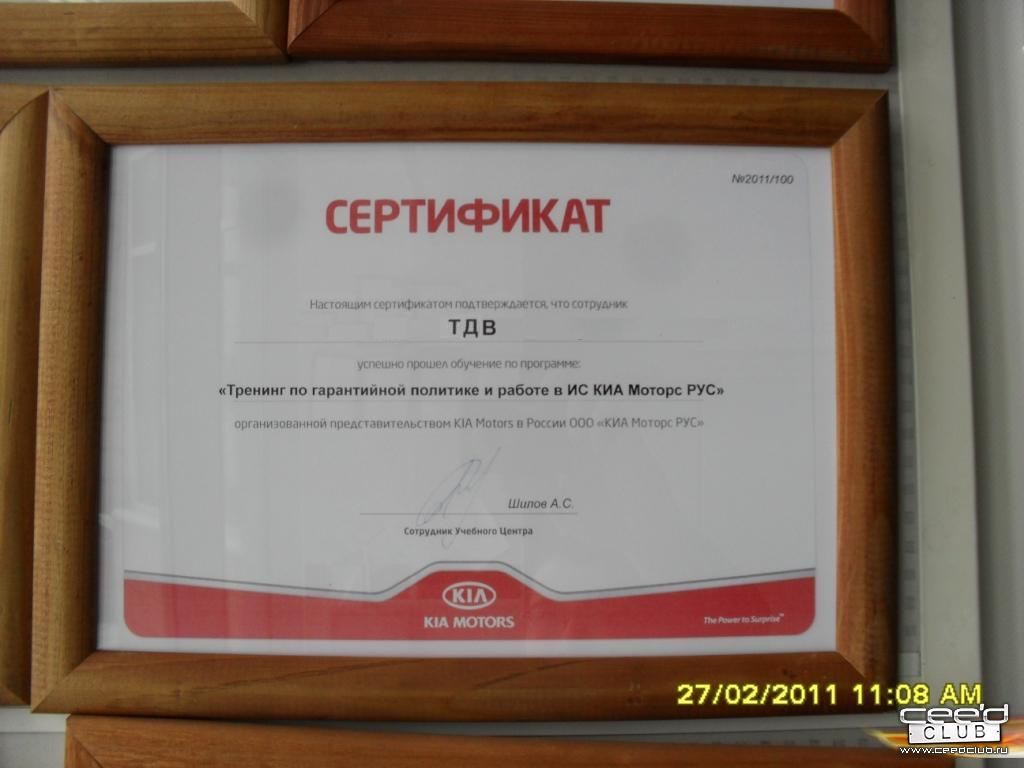 №2011/100
СЕРТИФИКАТ
Настоящим сертификатом подтверждается, что сотрудник
ТДВ
успешно прошел обучение по программе:
«Тренинг по гарантийной политике и работе в ИС КИА Моторс РУС»
организованной представительством KIA Motors в России ООО «КИА Моторс РУС»
Шилов А.С.
Сотрудник Учебного Центра
KIA
KIA MOTORS
The Power to Surprise™
27/02/2011 11:08 AM
cee'd
CLUB
www.ceedclub.ru